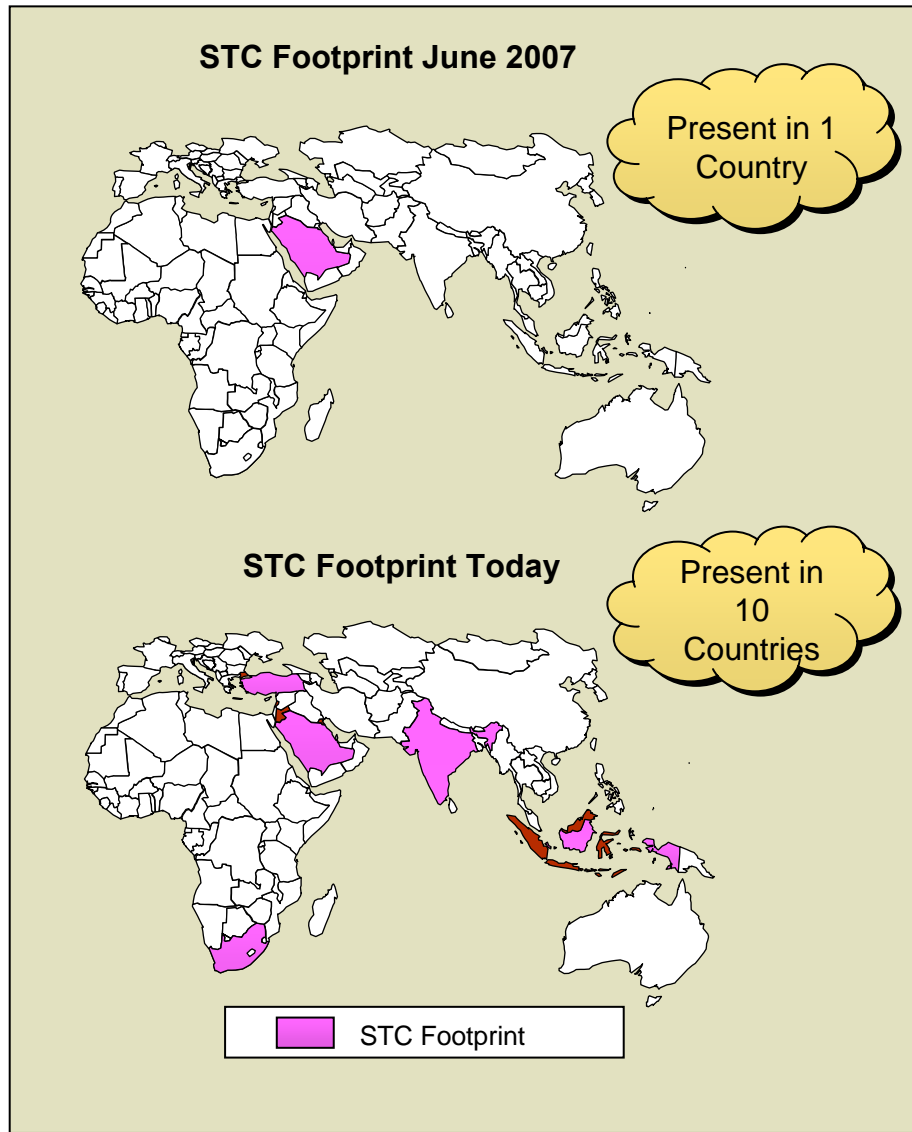 STC Footprint June 2007
Present in 1
Country
STC Footprint Today
Present in
10
Countries
STC Footprint